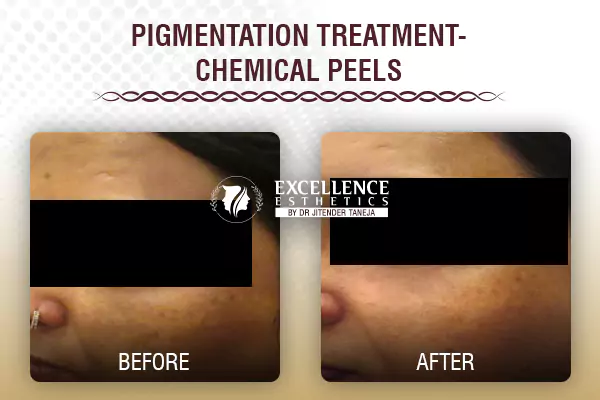 PIGMENTATION TREATMENT-
CHEMICAL PEELS
EXCELLENCE
ESTHETICS
BY DR JITENDER TANEJA
BEFORE
AFTER